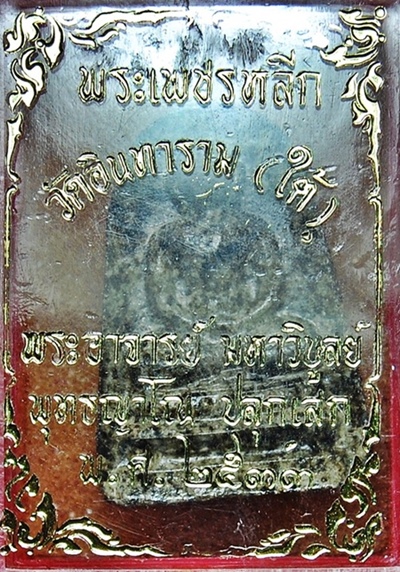 พระเพชรหลีก
วัดอินทาราม (ใต้)
พระอาจารย์ มหาวิบูลย์
พุทธญาโณ ปลุกเสก
พ.ศ. ๒๕๓๓